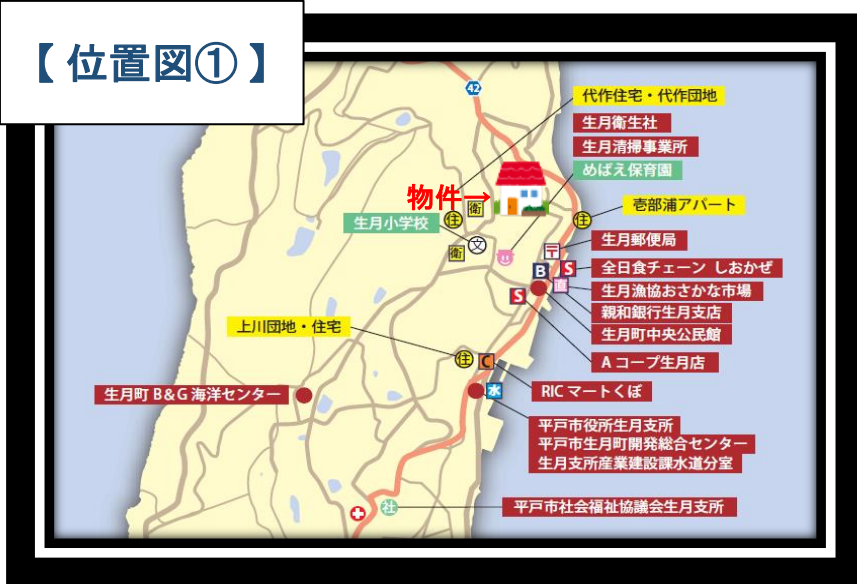 【 位置図① 】
42
代作住宅・代作団地
生月衛生社
生月清掃事業所
めばえ保育園
物件→
衛
住
壱部浦アパート
住
生月小学校
文
衛
生月郵便局
〒
B
S
全日食チェーン しおかぜ
直
生月漁協おさかな市場
S
親和銀行生月支店
生月町中央公民館
上川団地・住宅
住
C
Aコープ生月店
水
RICマートくぼ
生月町B&G海洋センター
平戸市役所生月支所
平戸市生月町開発総合センター
生月支所産業建設課水道分室
社
平戸市社会福祉協議会生月支所